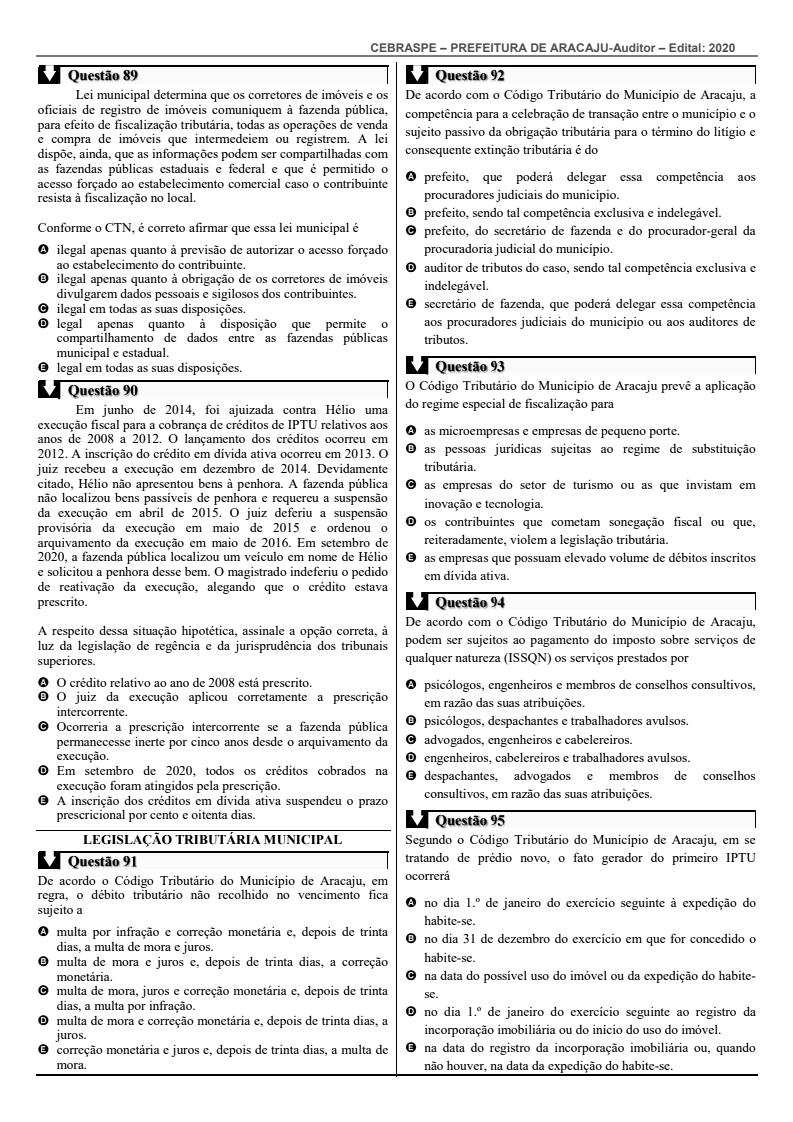 CEBRASPE – PREFEITURA DE ARACAJU-Auditor – Edital: 2020
Questão 89
Lei municipal determina que os corretores de imóveis e os
oficiais de registro de imóveis comuniquem à fazenda pública,
para efeito de fiscalização tributária, todas as operações de venda
e compra de imóveis que intermedeiem ou registrem. A lei
dispõe, ainda, que as informações podem ser compartilhadas com
as fazendas públicas estaduais e federal e que é permitido o
acesso forçado ao estabelecimento comercial caso o contribuinte
resista à fiscalização no local.
Conforme o CTN, é correto afirmar que essa lei municipal é
A ilegal apenas quanto à previsão de autorizar o acesso forçado
ao estabelecimento do contribuinte.
B ilegal apenas quanto à obrigação de os corretores de imóveis
divulgarem dados pessoais e sigilosos dos contribuintes.
C ilegal em todas as suas disposições.
D legal apenas quanto à disposição que permite o
compartilhamento de dados entre as fazendas públicas
municipal e estadual.
E legal em todas as suas disposições.
Questão 90
Em junho de 2014, foi ajuizada contra Hélio uma
execução fiscal para a cobrança de créditos de IPTU relativos aos
anos de 2008 a 2012. O lançamento dos créditos ocorreu em
2012. A inscrição do crédito em dívida ativa ocorreu em 2013. O
juiz recebeu a execução em dezembro de 2014. Devidamente
citado, Hélio não apresentou bens à penhora. A fazenda pública
não localizou bens passíveis de penhora e requereu a suspensão
da execução em abril de 2015. O juiz deferiu a suspensão
provisória da execução em maio de 2015 e ordenou o
arquivamento da execução em maio de 2016. Em setembro de
2020, a fazenda pública localizou um veículo em nome de Hélio
e solicitou a penhora desse bem. O magistrado indeferiu o pedido
de reativação da execução, alegando que o crédito estava
prescrito.
A respeito dessa situação hipotética, assinale a opção correta, à
luz da legislação de regência e da jurisprudência dos tribunais
superiores.
A O crédito relativo ao ano de 2008 está prescrito.
B O juiz da execução aplicou corretamente a prescrição
intercorrente.
C Ocorreria a prescrição intercorrente se a fazenda pública
permanecesse inerte por cinco anos desde o arquivamento da
execução.
D Em setembro de 2020, todos os créditos cobrados na
execução foram atingidos pela prescrição.
E A inscrição dos créditos em dívida ativa suspendeu o prazo
prescricional por cento e oitenta dias.
LEGISLAÇÃO TRIBUTÁRIA MUNICIPAL
Questão 91
De acordo o Código Tributário do Município de Aracaju, em
regra, o débito tributário não recolhido no vencimento fica
sujeito a
A multa por infração e correção monetária e, depois de trinta
dias, a multa de mora e juros.
B multa de mora e juros e, depois de trinta dias, a correção
monetária.
C multa de mora, juros e correção monetária e, depois de trinta
dias, a multa por infração.
D multa de mora e correção monetária e, depois de trinta dias, a
juros.
E correção monetária e juros e, depois de trinta dias, a multa de
mora.
Questão 92
De acordo com o Código Tributário do Município de Aracaju, a
competência para a celebração de transação entre o município e o
sujeito passivo da obrigação tributária para o término do litígio e
consequente extinção tributária é do
A prefeito, que poderá delegar essa competência aos
procuradores judiciais do município.
B prefeito, sendo tal competência exclusiva e indelegável.
C prefeito, do secretário de fazenda e do procurador-geral da
procuradoria judicial do município.
D auditor de tributos do caso, sendo tal competência exclusiva e
indelegável.
E secretário de fazenda, que poderá delegar essa competência
aos procuradores judiciais do município ou aos auditores de
tributos.
Questão 93
O Código Tributário do Município de Aracaju prevê a aplicação
do regime especial de fiscalização para
A as microempresas e empresas de pequeno porte.
B as pessoas jurídicas sujeitas ao regime de substituição
tributária.
C as empresas do setor de turismo ou as que invistam em
inovação e tecnologia.
D os contribuintes que cometam sonegação fiscal ou que,
reiteradamente, violem a legislação tributária.
E as empresas que possuam elevado volume de débitos inscritos
em dívida ativa.
Questão 94
De acordo com o Código Tributário do Município de Aracaju,
podem ser sujeitos ao pagamento do imposto sobre serviços de
qualquer natureza (ISSQN) os serviços prestados por
A psicólogos, engenheiros e membros de conselhos consultivos,
em razão das suas atribuições.
B psicólogos, despachantes e trabalhadores avulsos.
C advogados, engenheiros e cabelereiros.
D engenheiros, cabelereiros e trabalhadores avulsos.
E despachantes, advogados e membros de conselhos
consultivos, em razão das suas atribuições.
Questão 95
Segundo o Código Tributário do Município de Aracaju, em se
tratando de prédio novo, o fato gerador do primeiro IPTU
ocorrerá
A no dia 1.º de janeiro do exercício seguinte à expedição do
habite-se.
B no dia 31 de dezembro do exercício em que for concedido o
habite-se.
C na data do possível uso do imóvel ou da expedição do habite-
se.
D no dia 1.º de janeiro do exercício seguinte ao registro da
incorporação imobiliária ou do início do uso do imóvel.
E na data do registro da incorporação imobiliária ou, quando
não houver, na data da expedição do habite-se.